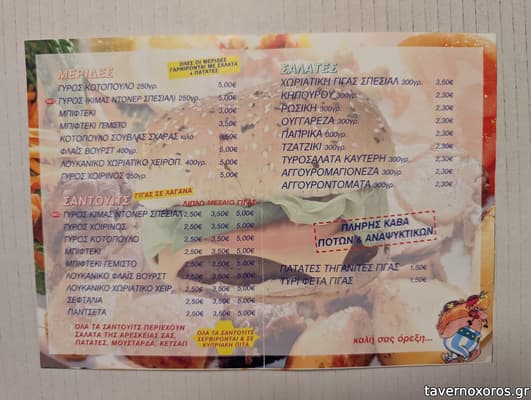 ΜΕΡΙΔΕΣ
ΟΛΕΣ ΟΙ ΜΕΡΙΔΕΣ
ΓΑΡΝΙΡΟΝΤΑΙ ΜΕ ΣΑΛΑΤΑ
& ΠΑΤΑΤΕΣ
ΓΥΡΟΣ ΚΟΤΟΠΟΥΛΟ 250γρ. 5,00€
ΓΥΡΟΣ (ΚΙΜΑΣ ΝΤΟΝΕΡ ΣΠΕΣΙΑΛ) 250γρ. 5,00€
ΜΠΙΦΤΕΚΙ 3,00€
ΜΠΙΦΤΕΚΙ ΓΕΜΙΣΤΟ 3,50€
ΚΟΤΟΠΟΥΛΟ ΣΟΥΒΛΑΣ ΣΧΑΡΑΣ 5,00€
ΦΛΑΪΣ ΒΟΥΡΣΤ 400γρ. 5,00€
ΛΟΥΚΑΝΙΚΟ ΧΩΡΙΑΤΙΚΟ ΧΕΙΡΟΠ. 400γρ. 5,00€
ΓΥΡΟΣ ΧΟΙΡΙΝΟΣ 250γρ. 5,00€
ΣΑΝΤΟΥΙΤΣ
ΓΙΓΑΣ ΣΕ ΛΑΓΑΝΑ
ΔΙΠΛΟ ΜΕΣΑΙΟ ΓΙΓΑΣ
ΓΥΡΟΣ ΚΙΜΑΣ ΝΤΟΝΕΡ ΣΠΕΣΙΑΛ 2,50€ 3,50€ 5,00€
ΓΥΡΟΣ ΧΟΙΡΙΝΟΣ 2,50€ 3,50€ 5,00€
ΓΥΡΟΣ ΚΟΤΟΠΟΥΛΟ 2,50€ 3,50€ 5,00€
ΜΠΙΦΤΕΚΙ 2,50€ 3,50€ 5,00€
ΜΠΙΦΤΕΚΙ ΓΕΜΙΣΤΟ 2,50€ 3,50€ 5,00€
ΛΟΥΚΑΝΙΚΟ ΦΛΑΪΣ ΒΟΥΡΣΤ 2,50€ 3,50€ 5,00€
ΛΟΥΚΑΝΙΚΟ ΧΩΡΙΑΤΙΚΟ ΧΕΙΡ. 2,50€ 3,50€ 5,00€
ΣΕΦΤΑΛΙΑ 2,50€ 3,50€ 5,00€
ΠΑΝΤΣΕΤΑ 2,50€ 3,50€ 5,00€
ΟΛΑ ΤΑ ΣΑΝΤΟΥΙΤΣ ΠΕΡΙΕΧΟΥΝ
ΣΑΛΑΤΑ ΤΗΣ ΑΡΕΣΚΕΙΑΣ ΣΑΣ,
ΠΑΤΑΤΕΣ, ΜΟΥΣΤΑΡΔΑ, ΚΕΤΣΑΠ
ΟΛΑ ΤΑ ΣΑΝΤΟΥΙΤΣ
ΣΕΡΒΙΡΟΝΤΑΙ & ΣΕ
ΚΥΠΡΙΑΚΗ ΠΙΤΑ
ΣΑΛΑΤΕΣ
ΧΩΡΙΑΤΙΚΗ ΓΙΓΑΣ ΣΠΕΣΙΑΛ 500γρ. 3,50€
ΚΗΠΟΥΡΟΥ 300γρ. 2,30€
ΡΩΣΙΚΗ 300γρ. 2,30€
ΟΥΓΓΑΡΕΖΑ 300γρ. 2,30€
ΠΑΠΡΙΚΑ 300γρ. 2,30€
ΤΖΑΤΖΙΚΙ 300γρ. 2,30€
ΤΥΡΟΣΑΛΑΤΑ ΚΑΥΤΕΡΗ 300γρ. 2,30€
ΑΓΓΟΥΡΟΜΑΓΙΟΝΕΖΑ 300γρ. 2,30€
ΑΓΓΟΥΡΟΝΤΟΜΑΤΑ 300γρ. 2,30€
ΠΛΗΡΗΣ ΚΑΒΑ
ΠΟΤΩΝ & ΑΝΑΨΥΚΤΙΚΩΝ
ΠΑΤΑΤΕΣ ΤΗΓΑΝΙΤΕΣ ΓΙΓΑΣ 1,50€
ΤΥΡΙ ΦΕΤΑ ΓΙΓΑΣ 1,50€
καλή σας όρεξη...
tavernoxoros.gr